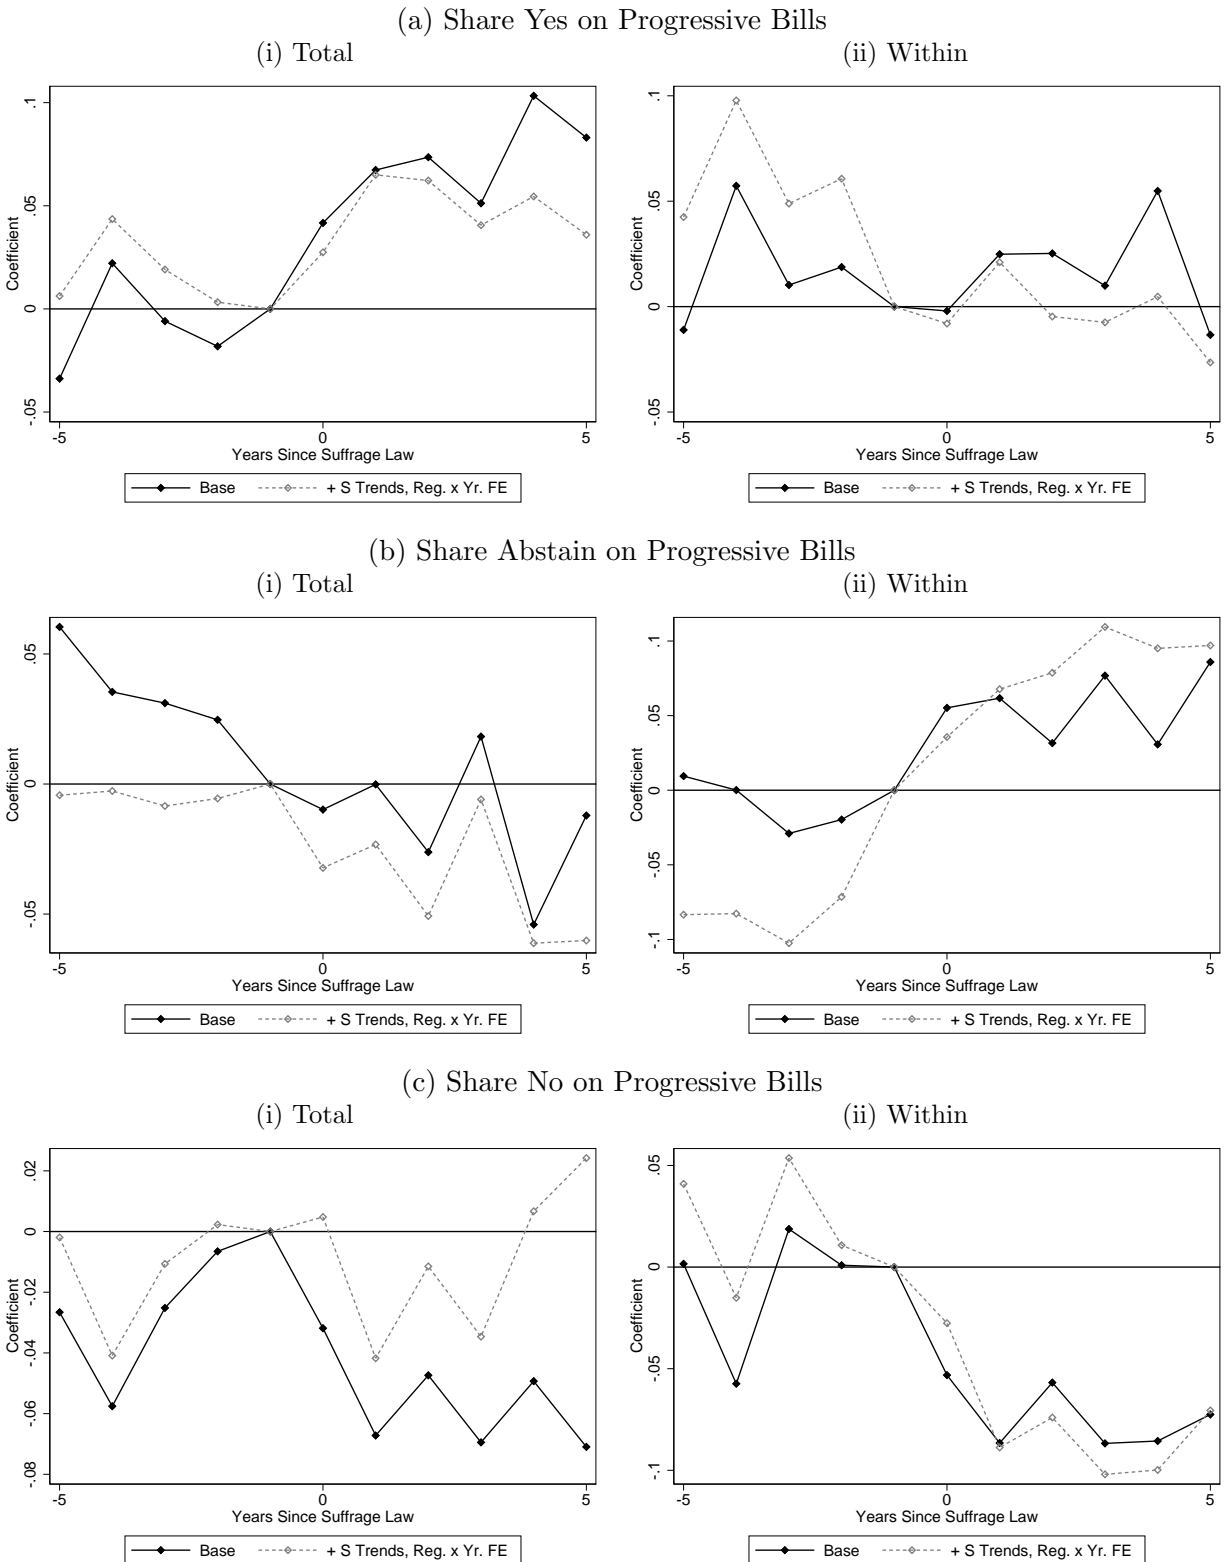 (a) Share Yes on Progressive Bills
(i) Total
(ii) Within
.1
.05
0
-.05
Coefficient
-5
0
5
Years Since Suffrage Law
Base
+ S Trends, Reg. x Yr. FE
.1
.05
0
-.05
Coefficient
-5
0
5
Years Since Suffrage Law
Base
+ S Trends, Reg. x Yr. FE
(b) Share Abstain on Progressive Bills
(i) Total
(ii) Within
.05
0
-.05
Coefficient
-5
0
5
Years Since Suffrage Law
Base
+ S Trends, Reg. x Yr. FE
.1
.05
0
-.05
-.1
Coefficient
-5
0
5
Years Since Suffrage Law
Base
+ S Trends, Reg. x Yr. FE
(c) Share No on Progressive Bills
(i) Total
(ii) Within
.02
0
-.02
-.04
-.06
-.08
Coefficient
-5
0
5
Years Since Suffrage Law
Base
+ S Trends, Reg. x Yr. FE
.05
0
-.05
-.1
Coefficient
-5
0
5
Years Since Suffrage Law
Base
+ S Trends, Reg. x Yr. FE